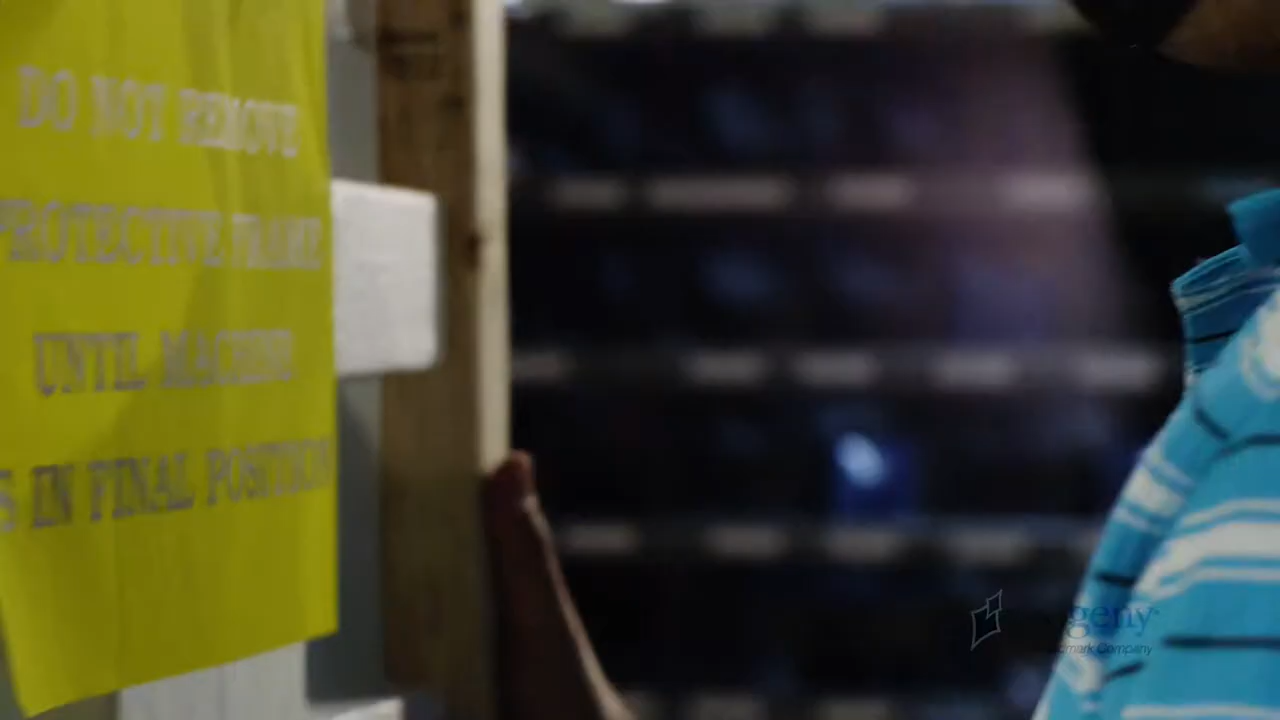 DO NOT REMOVE
PROTECTIVE FRAME
UNTIL MACHINE
IS IN FINAL POSITION